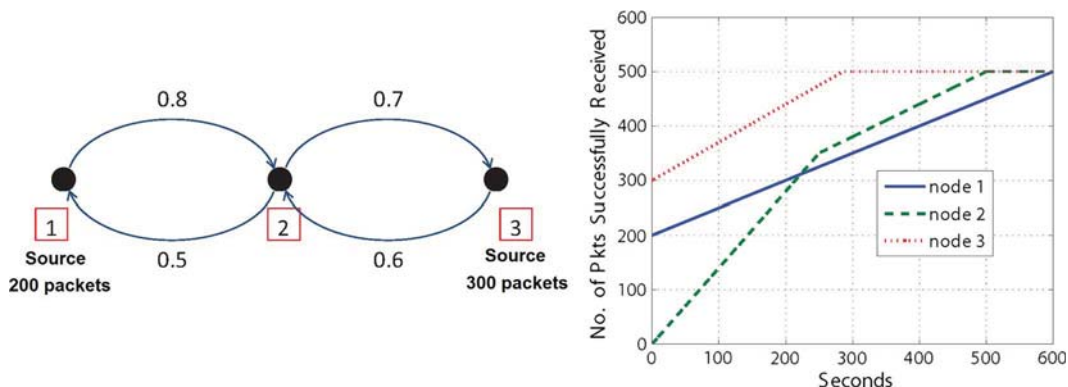 0.8
0.7
1
2
3
Source
200 packets
0.5
0.6
Source
300 packets
No. of Pkts Successfully Received
600
500
400
300
200
100
0
node 1
node 2
node 3
0 100 200 300 400 500 600
Seconds